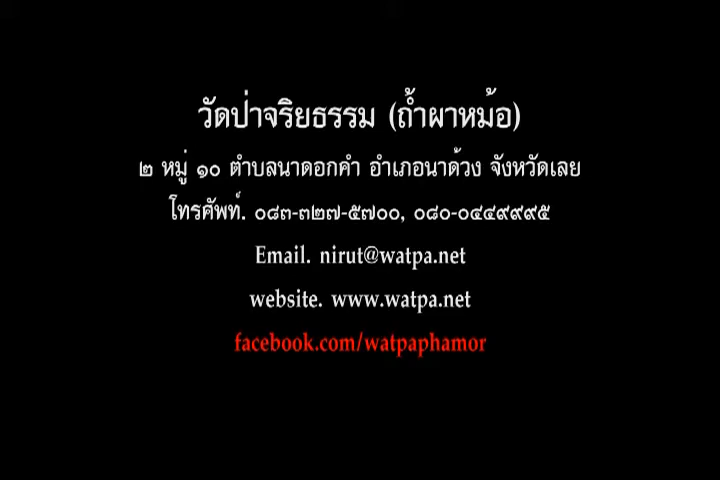 วัดป่าจริยธรรม (ถ้ำผาหม้อ)
๒ หมู่ ๑๐ ตำบลนาดอกคำ อำเภอนาด้วง จังหวัดเลย
โทรศัพท์. ๐๘๓-๓๒๗-๕๗๐๐, ๐๘๐-๐๔๔๙๙๙๕
Email. nirut@watpa.net
website. www.watpa.net
facebook.com/watpaphamor